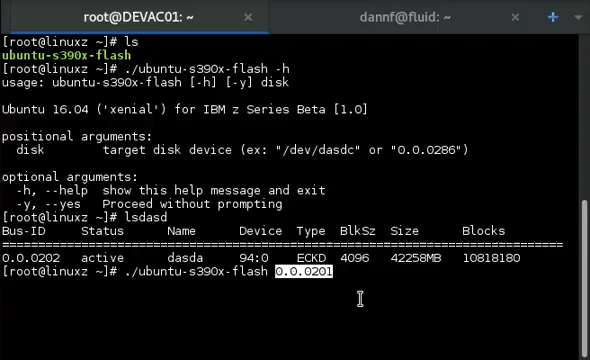 root@DEVAC01: ~ × dannf@fluid: ~ ×
[root@linuxz ~]# ls
ubuntu-s390x-flash
[root@linuxz ~]# ./ubuntu-s390x-flash -h
usage: ubuntu-s390x-flash [-h] [-y] disk
Ubuntu 16.04 ('xenial') for IBM z Series Beta [1.0]
positional arguments:
disk target disk device (ex: "/dev/dasdc" or "0.0.0286")
optional arguments:
-h, --help show this help message and exit
-y, --yes Proceed without prompting
[root@linuxz ~]# lsdasd
Bus-ID Status Name Device Type BlkSz Size Blocks
==============================================================================
0.0.0202 active dasda 94:0 ECKD 4096 42258MB 10818180
[root@linuxz ~]# ./ubuntu-s390x-flash 0.0.0201